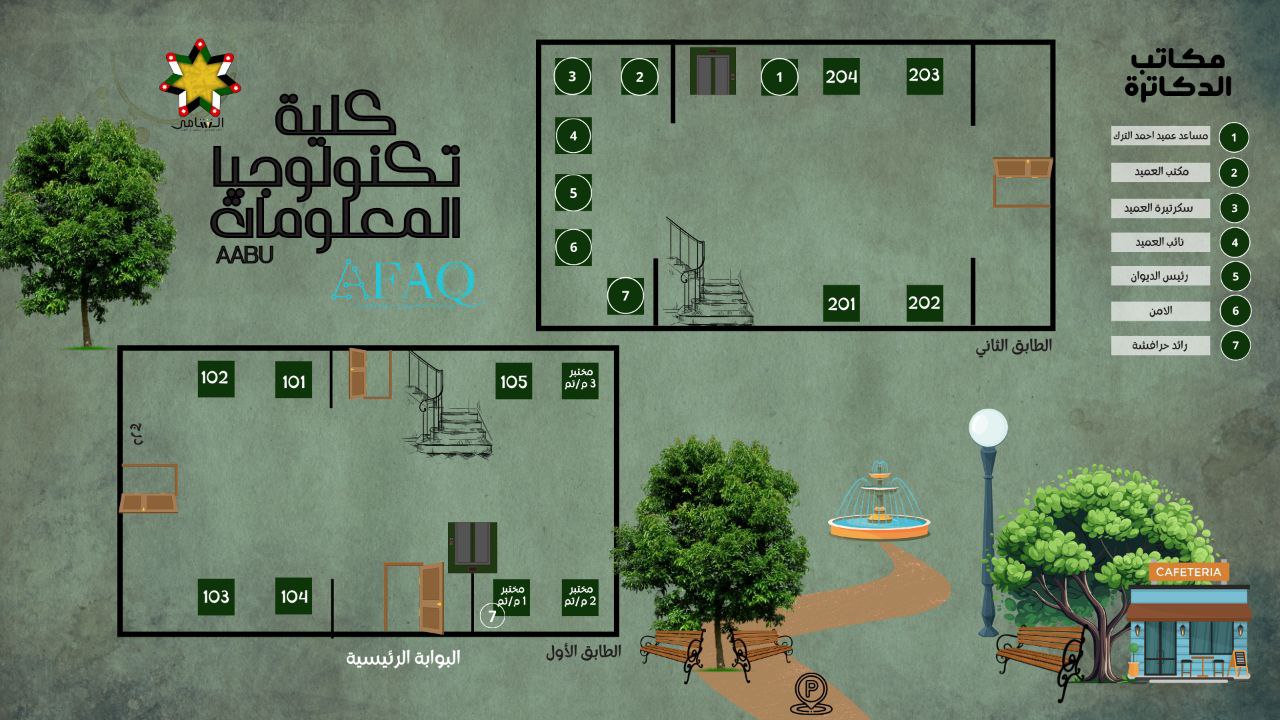 كلية
تكنولوجيا
المعلومات
AABU
AFAQ
النشامى
3
2
1
204
203
4
5
6
7
201
202
الطابق الثاني
مكاتب
الدكاترة
مساعد عميد احمد الترك 1
مكتب العميد 2
سكرتيرة العميد 3
نائب العميد 4
رئيس الديوان 5
الامن 6
رائد حرافشة 7
102
101
105
مختبر
3 م/تم
103
104
مختبر
1 م/تم
7
مختبر
2 م/تم
البوابة الرئيسية
الطابق الأول
CAFETERIA
P